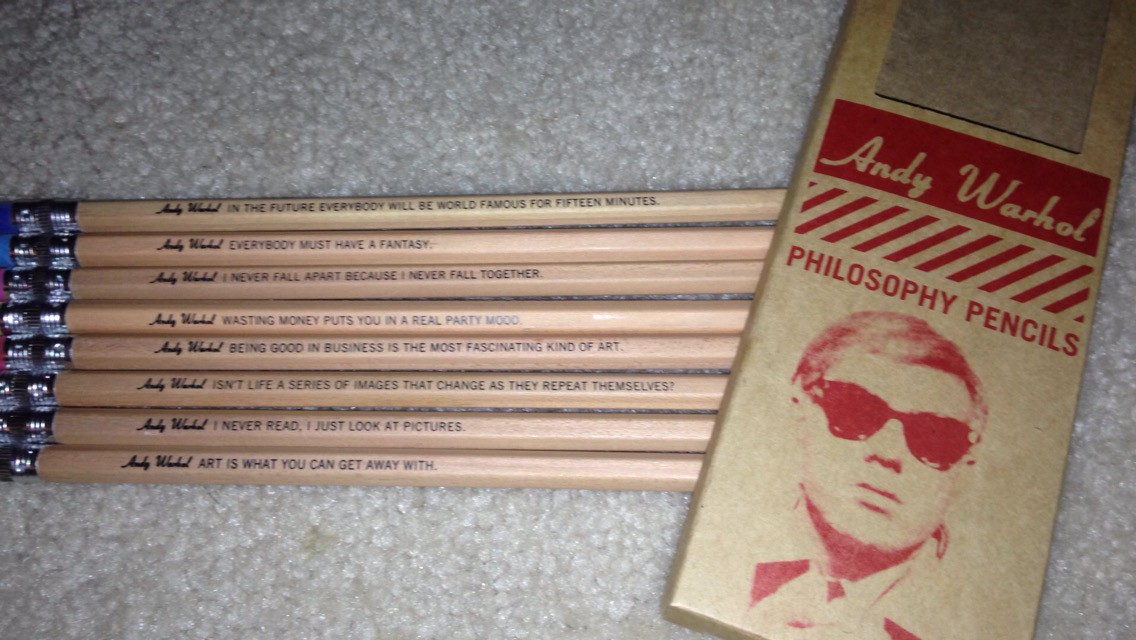 Andy Warhol IN THE FUTURE EVERYBODY WILL BE WORLD FAMOUS FOR FIFTEEN MINUTES.
Andy Warhol EVERYBODY MUST HAVE A FANTASY.
Andy Warhol I NEVER FALL APART BECAUSE I NEVER FALL TOGETHER.
Andy Warhol WASTING MONEY PUTS YOU IN A REAL PARTY MOOD.
Andy Warhol BEING GOOD IN BUSINESS IS THE MOST FASCINATING KIND OF ART.
Andy Warhol ISN'T LIFE A SERIES OF IMAGES THAT CHANGE AS THEY REPEAT THEMSELVES?
Andy Warhol I NEVER READ, I JUST LOOK AT PICTURES.
Andy Warhol ART IS WHAT YOU CAN GET AWAY WITH.
Andy Warhol
PHILOSOPHY PENCILS